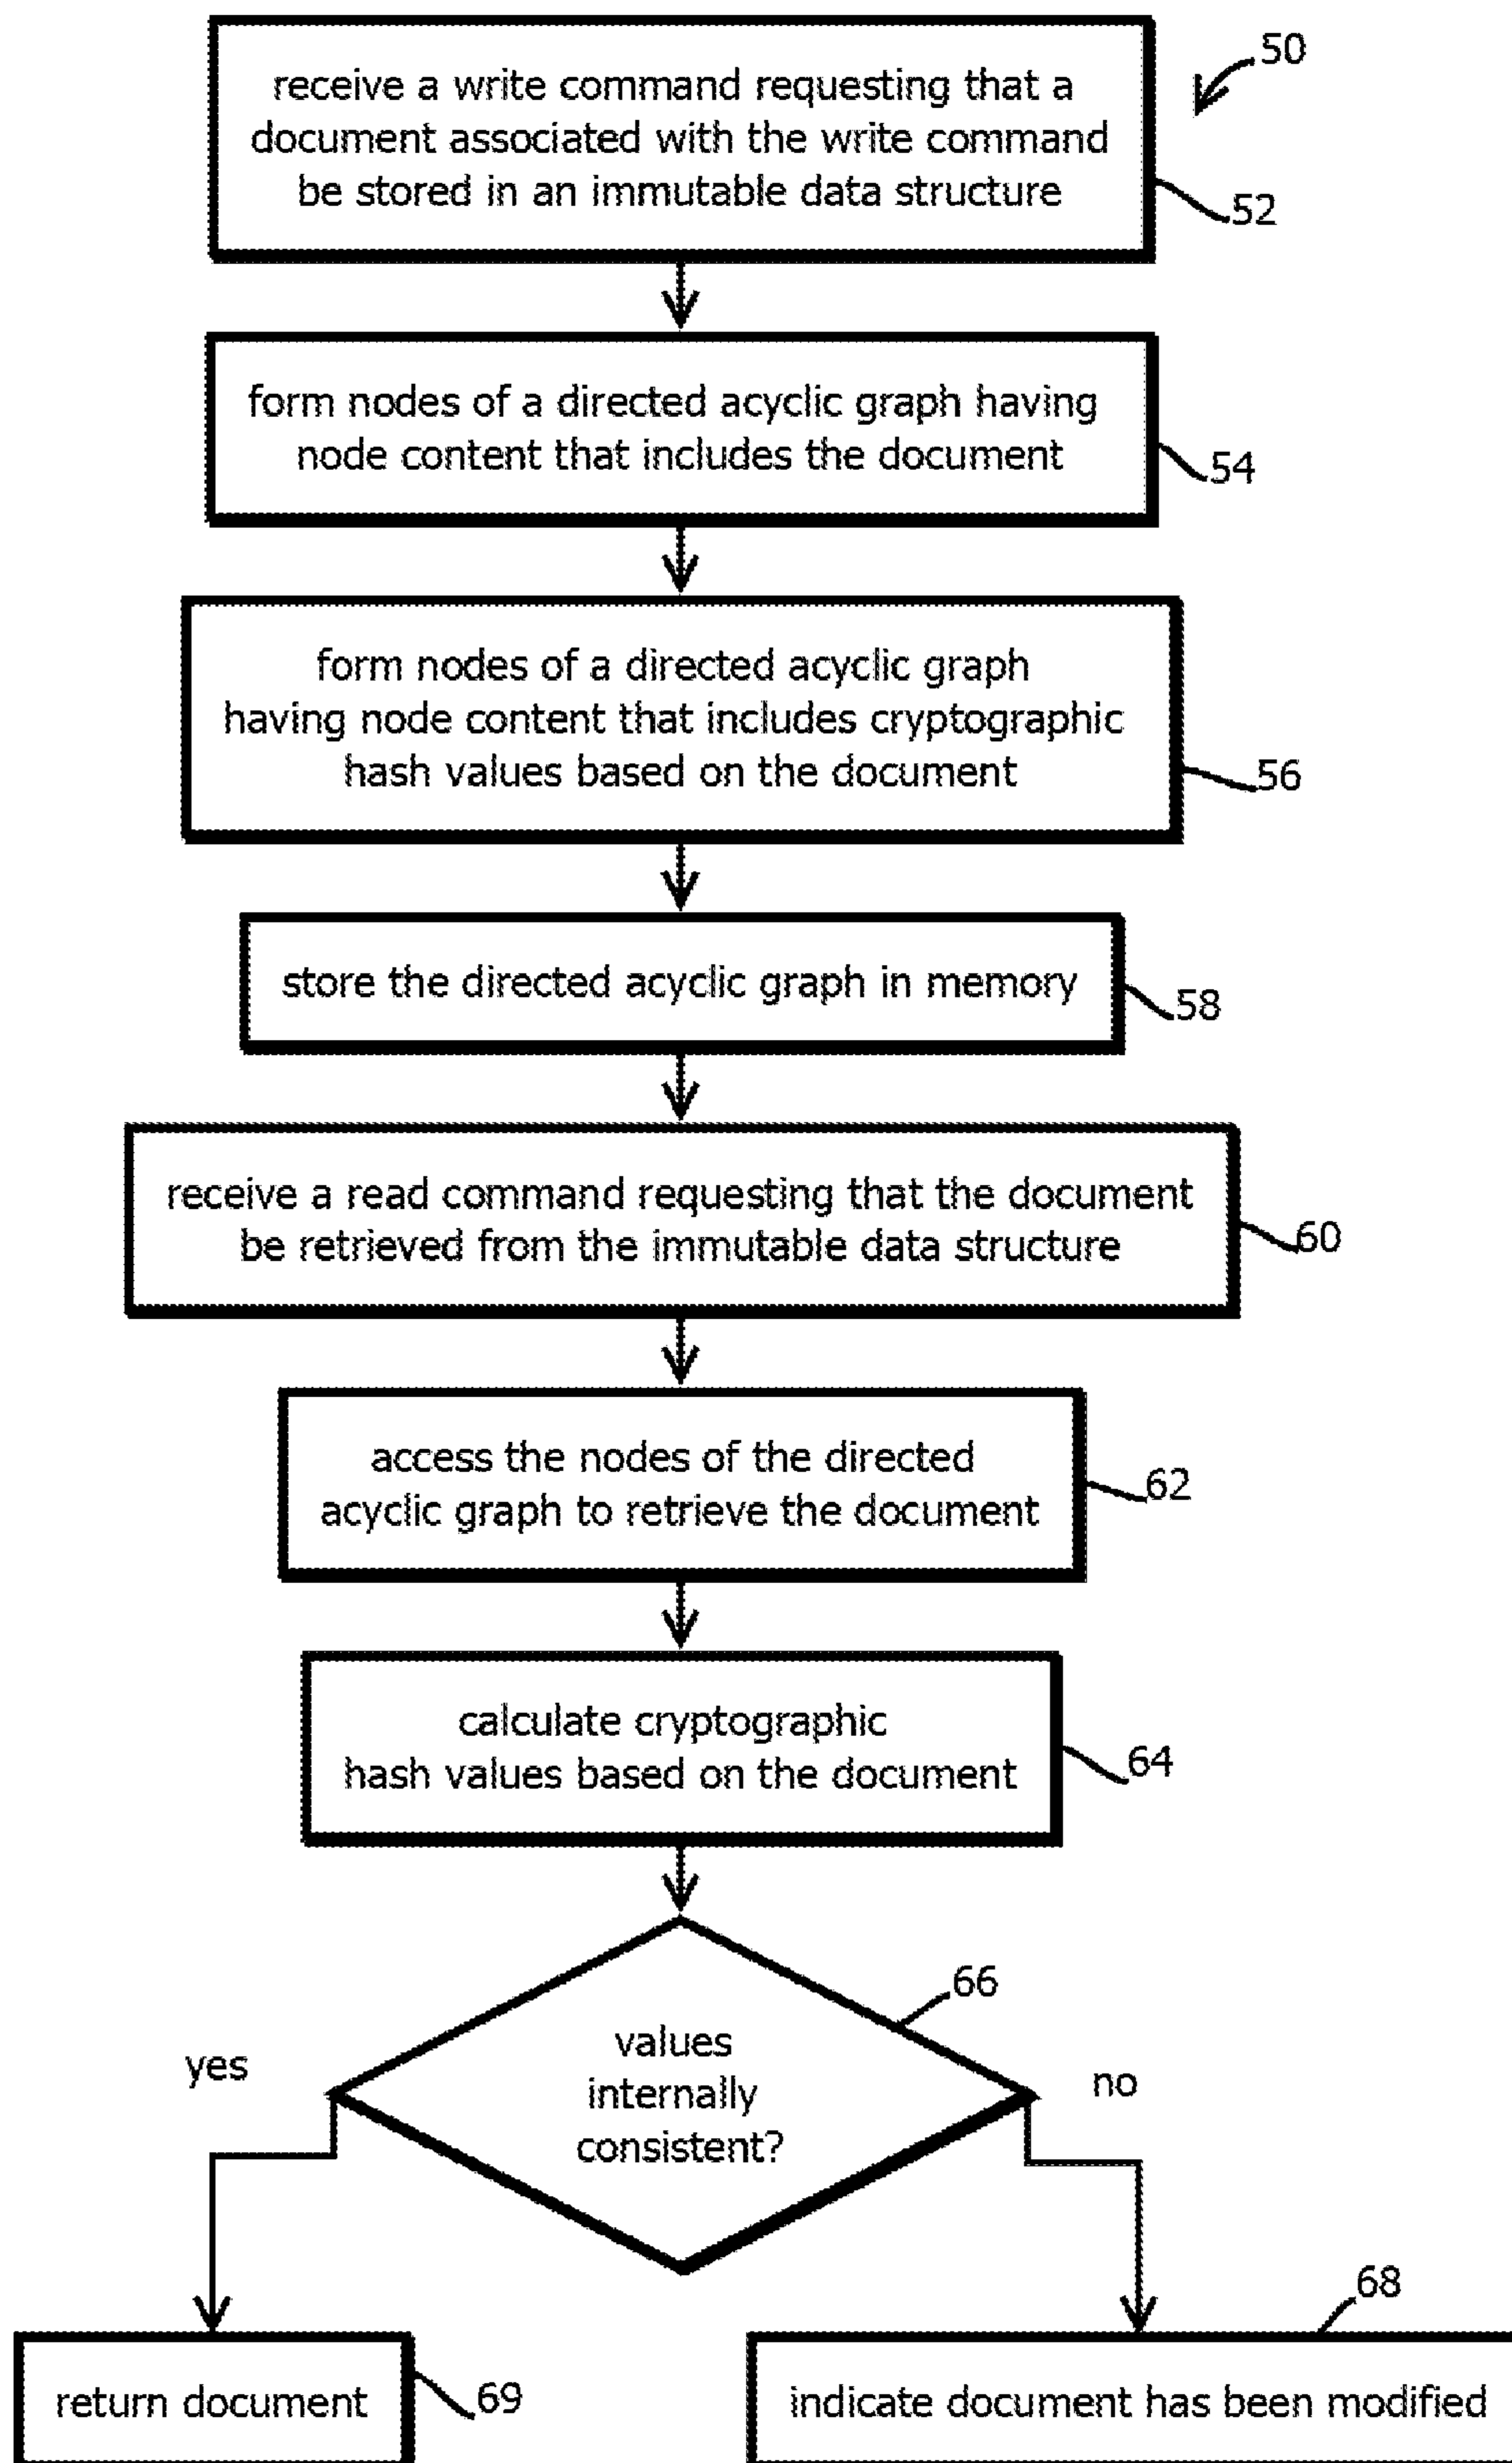 50
receive a write command requesting that a
document associated with the write command
be stored in an immutable data structure
52
form nodes of a directed acyclic graph having
node content that includes the document
54
form nodes of a directed acyclic graph
having node content that includes cryptographic
hash values based on the document
56
store the directed acyclic graph in memory
58
receive a read command requesting that the document
be retrieved from the immutable data structure
60
access the nodes of the directed
acyclic graph to retrieve the document
62
calculate cryptographic
hash values based on the document
64
66
values
internally
consistent?
yes
no
68
return document
69
indicate document has been modified